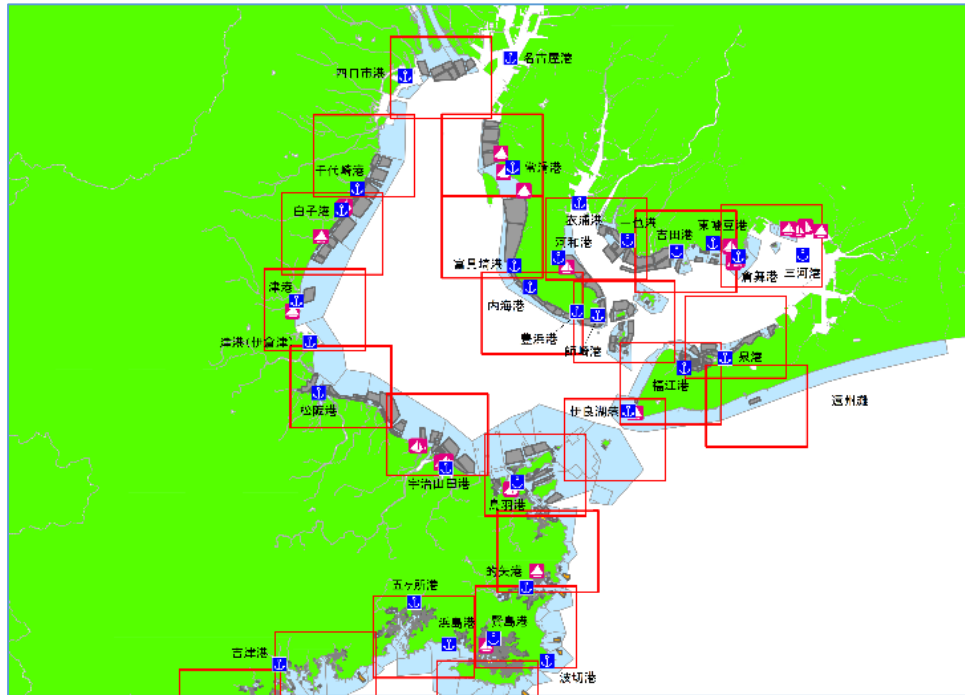 名古屋港
四日市港
千代崎港
常滑港
白子港
衣浦港
一色港
吉田港
東幡豆港
河和港
倉舞港
三河港
富具崎港
内海港
津港
豊浜港
師崎港
津港(伊倉津)
泉港
福江港
松阪港
遠州灘
伊良湖港
宇治山田港
鳥羽港
的矢港
五ヶ所港
浜島港
賢島港
吉津港
波切港